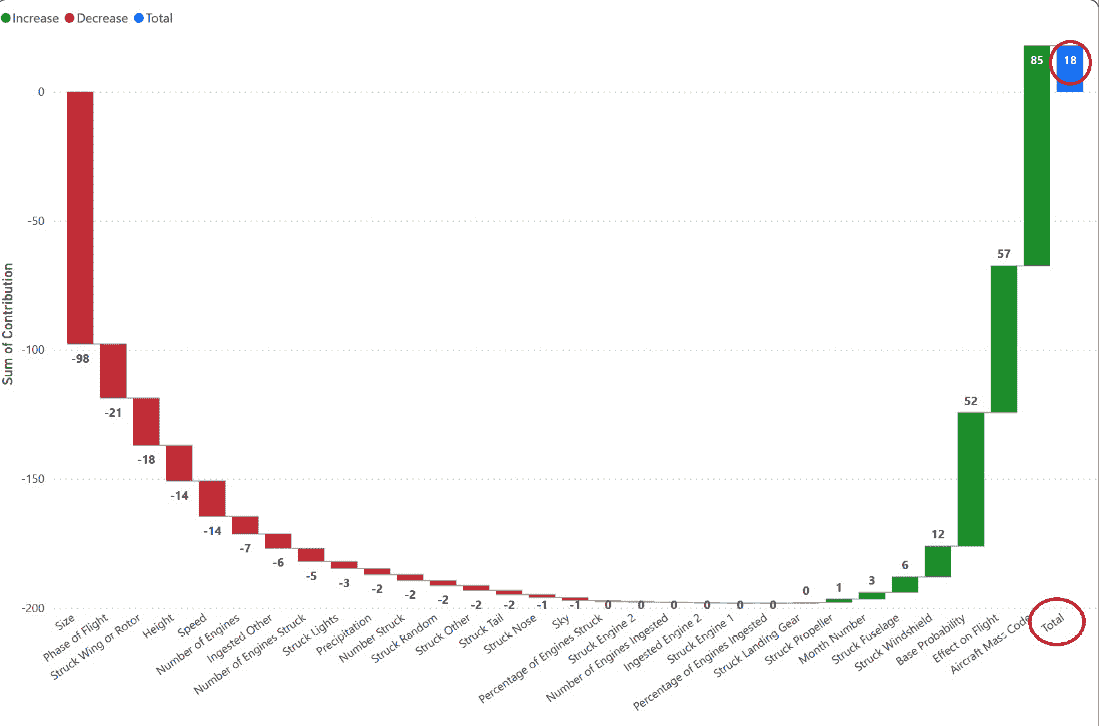 Increase Decrease Total
85
18
0
-50
57
Sum of Contribution
-100
-98
52
-21
-18
-150
-14
-14
12
-7
-6
-5
6
-3
3
-2
-2
-2
-2
-2
-1
-1
0
0
0
0
0
0
0
1
-200
Size
Phase of Flight
Struck Wing or Rotor
Height
Speed
Number of Engines
Ingested Other
Number of Engines Struck
Struck Lights
Precipitation
Number Struck
Struck Random
Struck Other
Struck Tail
Struck Nose
Sky
Percentage of Engines Struck
Struck Engine 2
Number of Engines Ingested
Ingested Engine 2
Struck Engine 1
Percentage of Engines Ingested
Struck Landing Gear
Struck Propeller
Month Number
Struck Fuselage
Struck Windshield
Base Probability
Effect on Flight
Aircraft Mass Code
Total